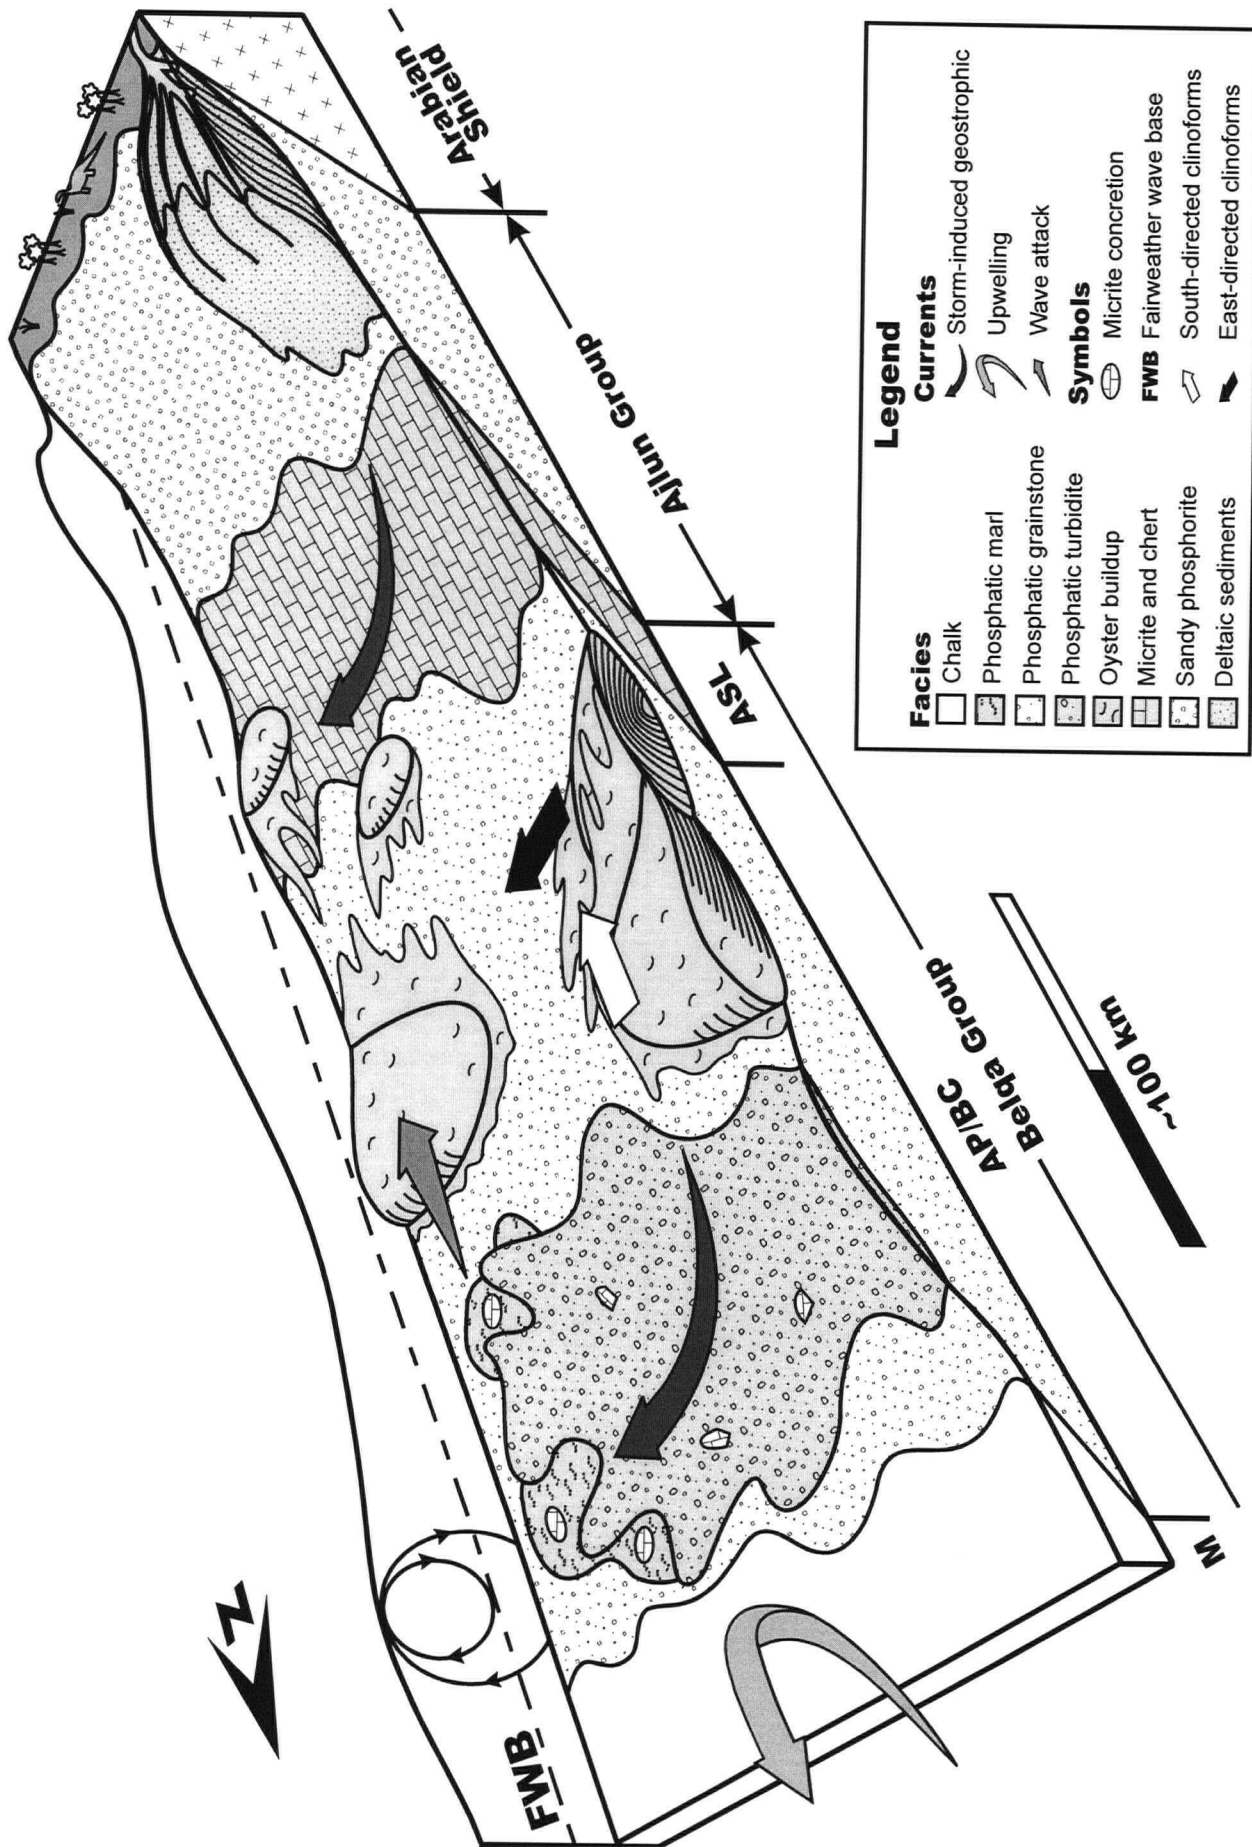 N
FWB
M
AP/BC
Belqa Group
ASL
Ajlun Group
Arabian
Shield
~100 km
Legend
Facies
Chalk
Phosphatic marl
Phosphatic grainstone
Phosphatic turbidite
Oyster buildup
Micrite and chert
Sandy phosphorite
Deltaic sediments
Currents
Storm-induced geostrophic
Upwelling
Wave attack
Symbols
Micrite concretion
FWB Fairweather wave base
South-directed clinoforms
East-directed clinoforms